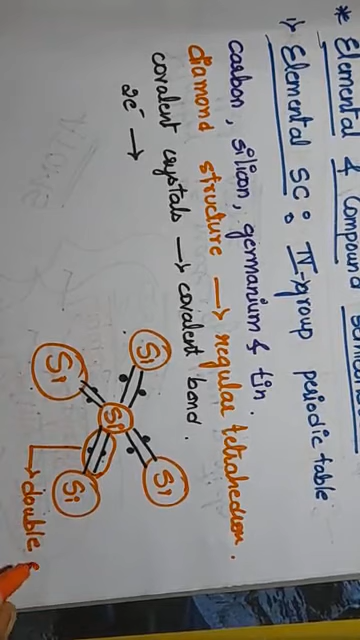 * Elemental & Compound
1) Elemental SC: IV-group periodic table
carbon, silicon, germanium & tin.
diamond structure → regular tetrahedron.
covalent crystals → covalent bond.
2e⁻ →
Si
Si
Si
Si
Si
→ double